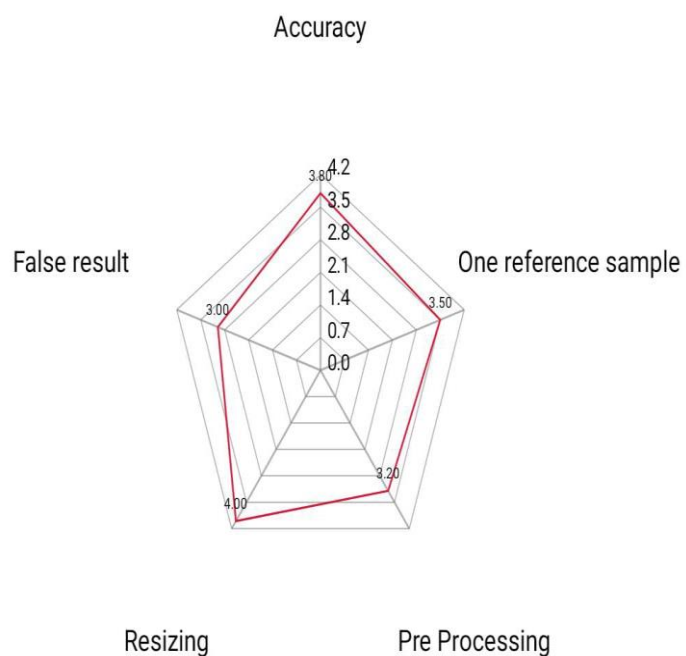 Accuracy
4.2
3.80
3.5
2.8
False result
One reference sample
2.1
3.50
3.00
1.4
0.7
0.0
3.20
4.00
Resizing
Pre Processing